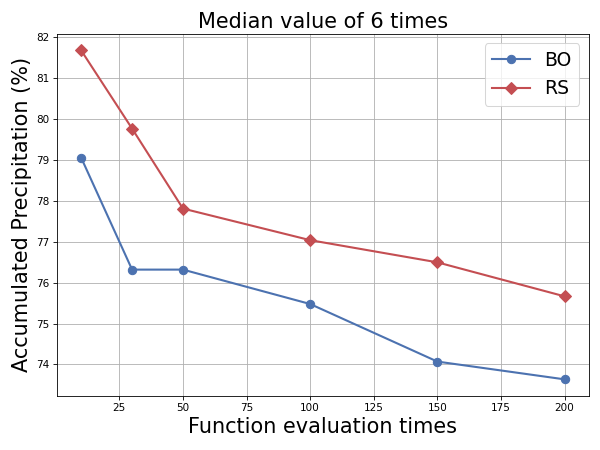 Median value of 6 times
Accumulated Precipitation (%)
82
81
80
79
78
77
76
75
74
BO
RS
25 50 75 100 125 150 175 200
Function evaluation times